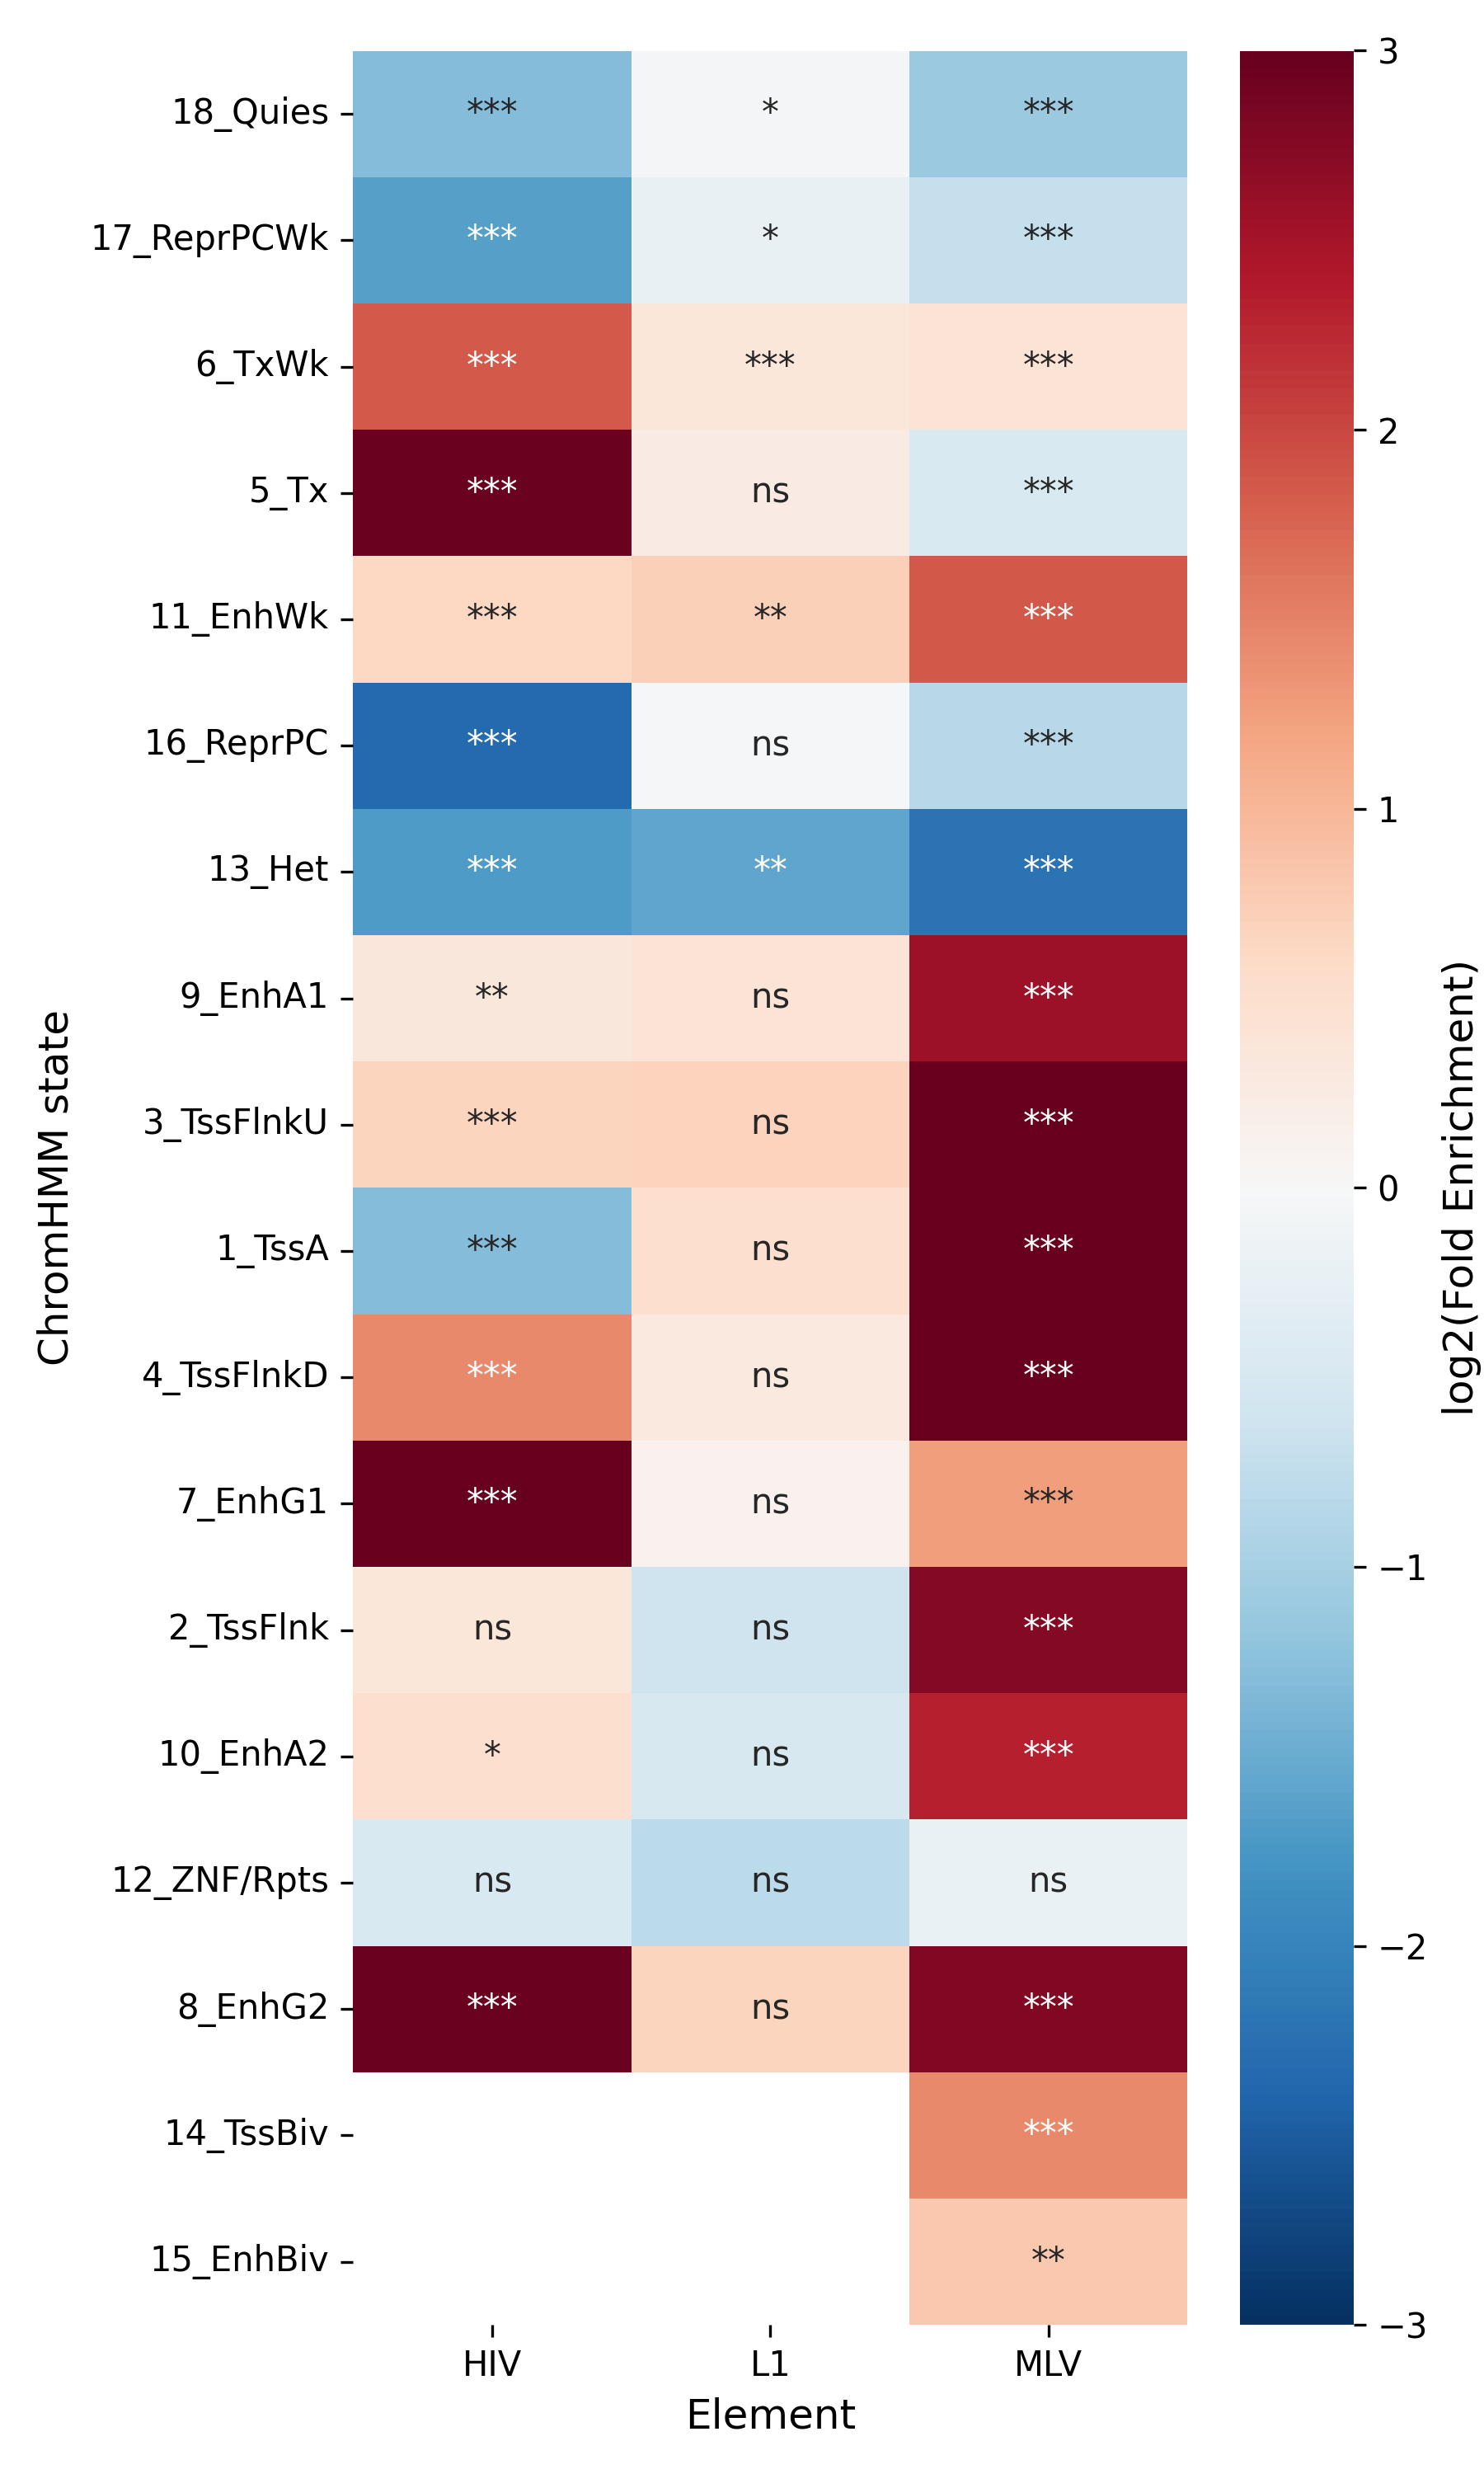 18_Quies *** * ***
17_ReprPCWk *** * ***
6_TxWk *** *** ***
5_Tx *** ns ***
11_EnhWk *** ** ***
16_ReprPC *** ns ***
13_Het *** ** ***
9_EnhA1 ** ns ***
3_TssFlnkU *** ns ***
1_TssA *** ns ***
4_TssFlnkD *** ns ***
7_EnhG1 *** ns ***
2_TssFlnk ns ns ***
10_EnhA2 * ns ***
12_ZNF/Rpts ns ns ns
8_EnhG2 *** ns ***
14_TssBiv ***
15_EnhBiv **
HIV L1 MLV
Element
ChromHMM state
3
2
1
0
−1
−2
−3
log2(Fold Enrichment)